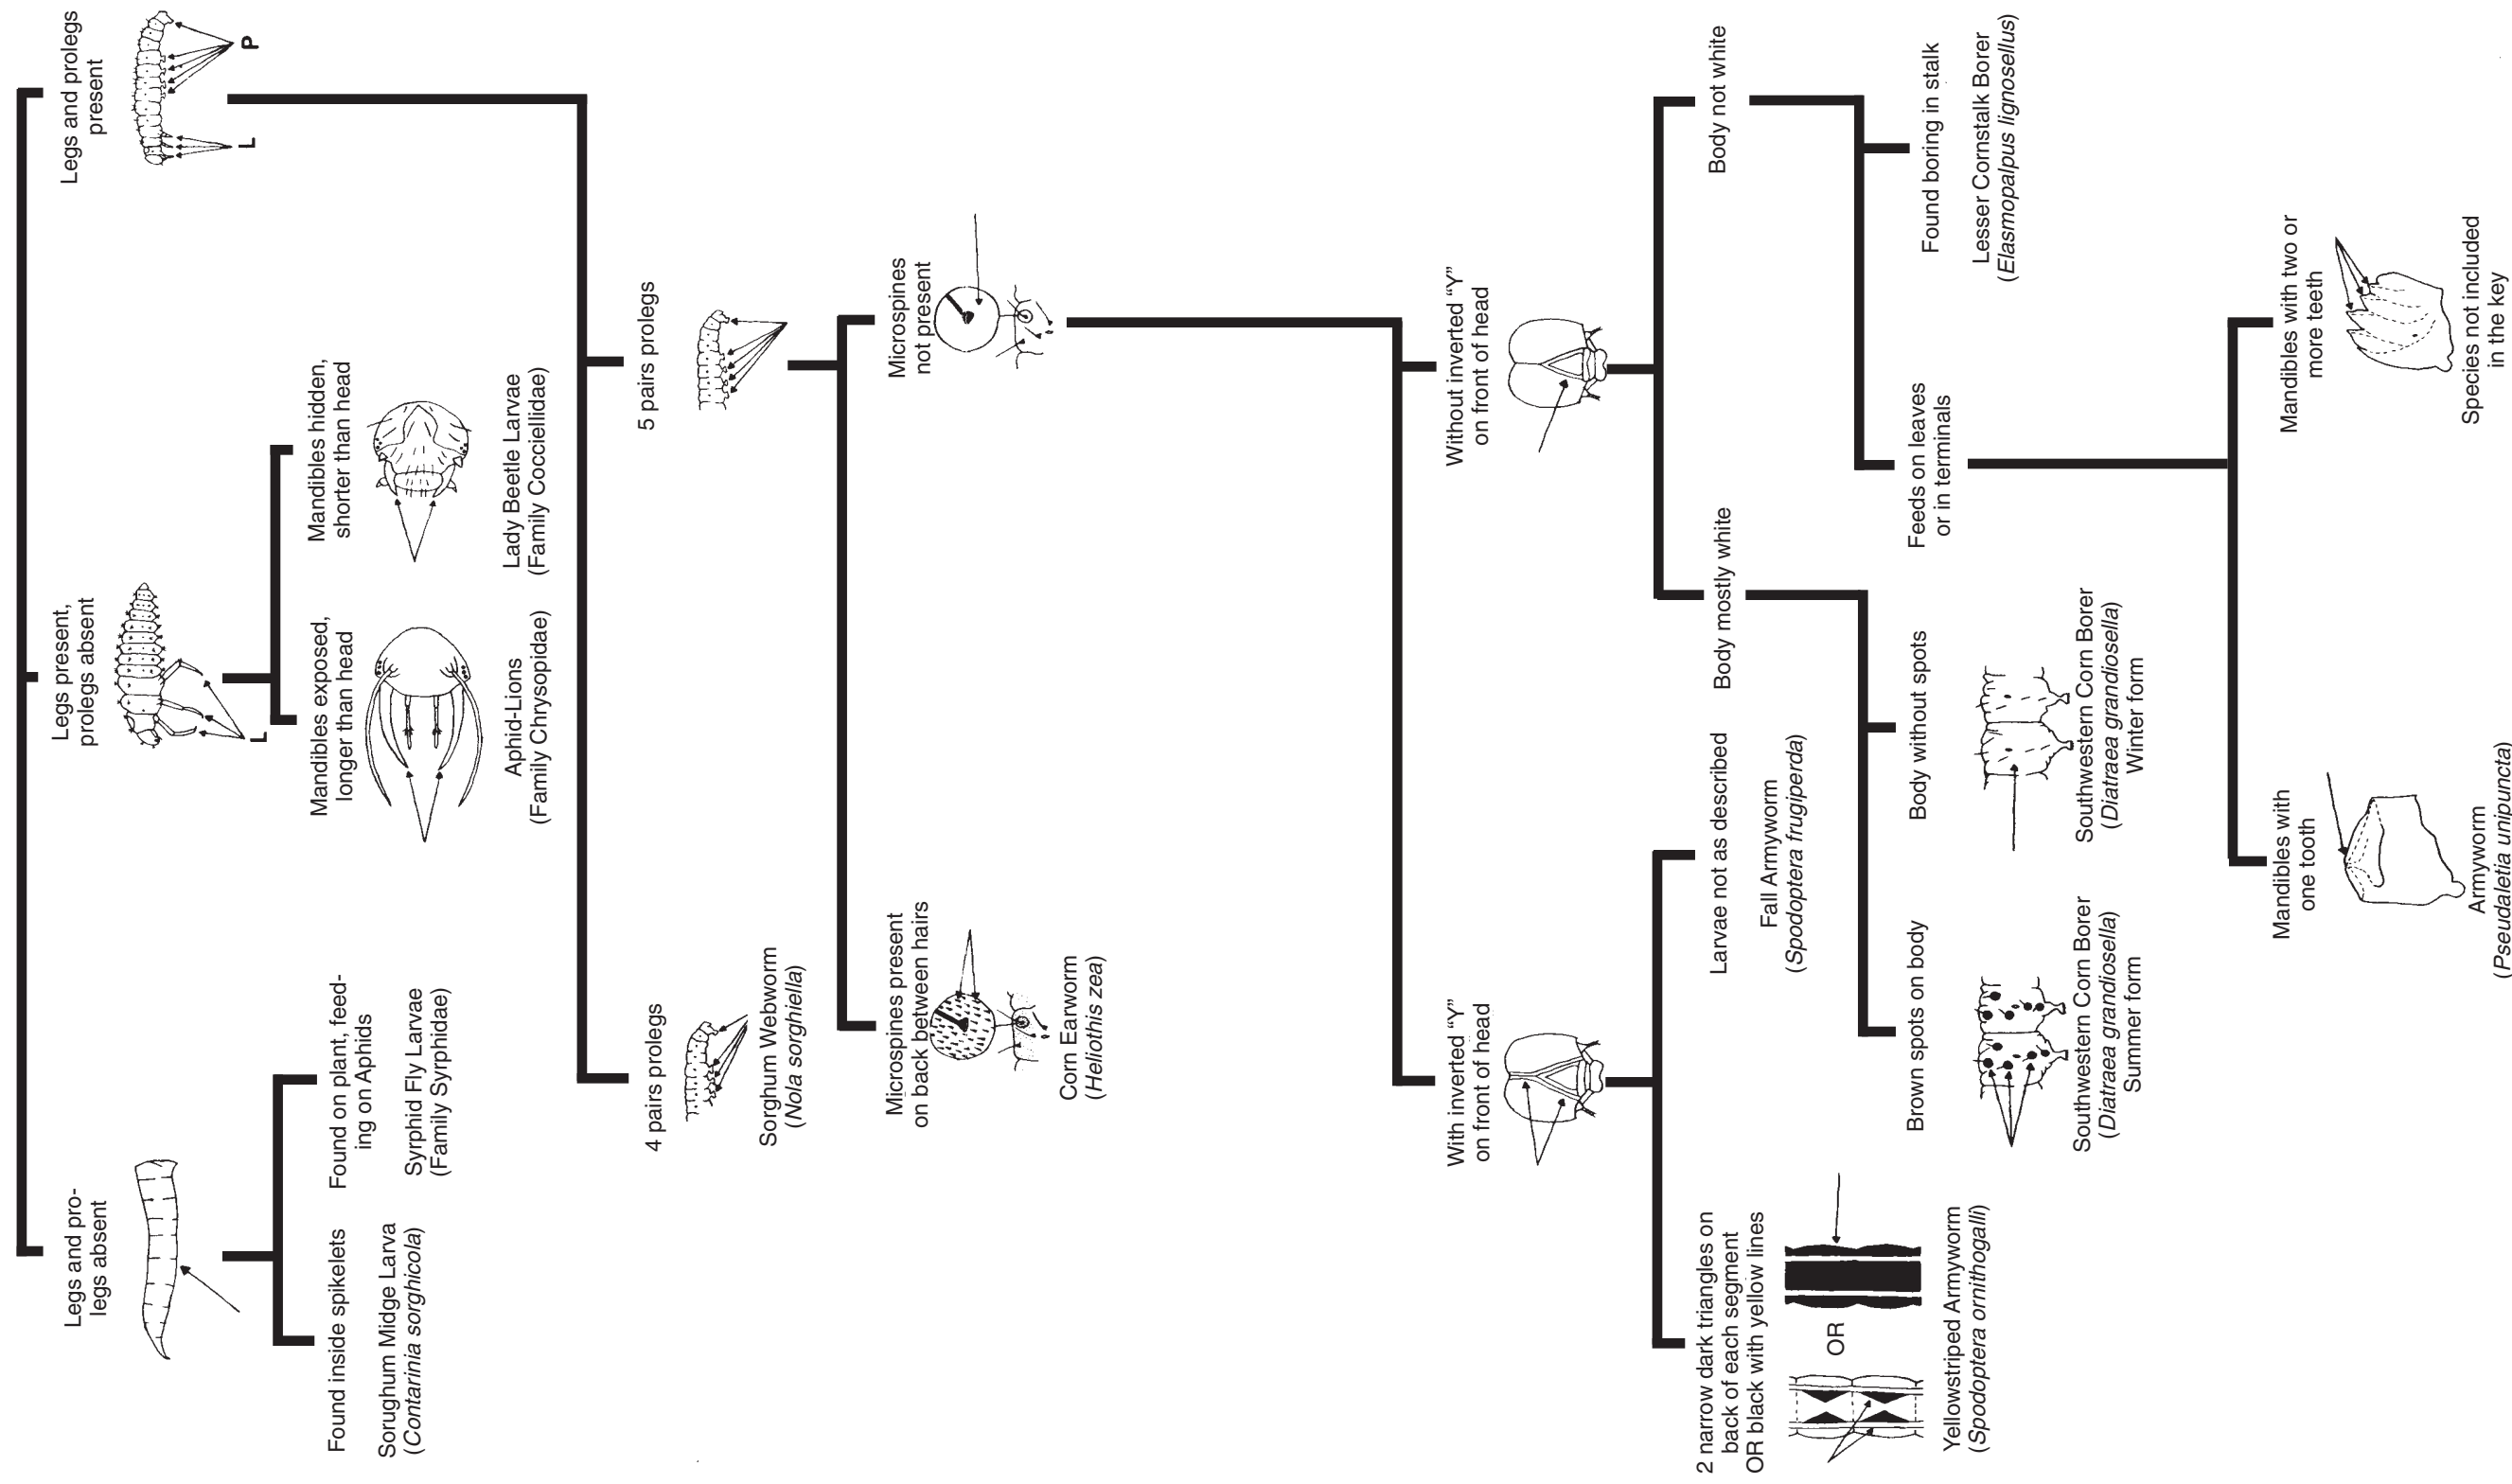 Legs and pro-
legs absent
Legs present,
prolegs absent
L
Legs and prolegs
present
L
P
Found inside spikelets
Sorughum Midge Larva
(Contarinia sorghicola)
Found on plant, feed-
ing on Aphids
Syrphid Fly Larvae
(Family Syrphidae)
Mandibles exposed,
longer than head
Aphid-Lions
(Family Chrysopidae)
Mandibles hidden,
shorter than head
Lady Beetle Larvae
(Family Cocciellidae)
4 pairs prolegs
Sorghum Webworm
(Nola sorghiella)
5 pairs prolegs
Microspines present
on back between hairs
Corn Earworm
(Heliothis zea)
Microspines
not present
With inverted “Y”
on front of head
Without inverted “Y”
on front of head
2 narrow dark triangles on
back of each segment
OR black with yellow lines
OR
Yellowstriped Armyworm
(Spodoptera ornithogalli)
Larvae not as described
Fall Armyworm
(Spodoptera frugiperda)
Body mostly white
Body not white
Brown spots on body
Southwestern Corn Borer
(Diatraea grandiosella)
Summer form
Body without spots
Southwestern Corn Borer
(Diatraea grandiosella)
Winter form
Feeds on leaves
or in terminals
Found boring in stalk
Lesser Cornstalk Borer
(Elasmopalpus lignosellus)
Mandibles with
one tooth
Armyworm
(Pseudaletia unipuncta)
Mandibles with two or
more teeth
Species not included
in the key